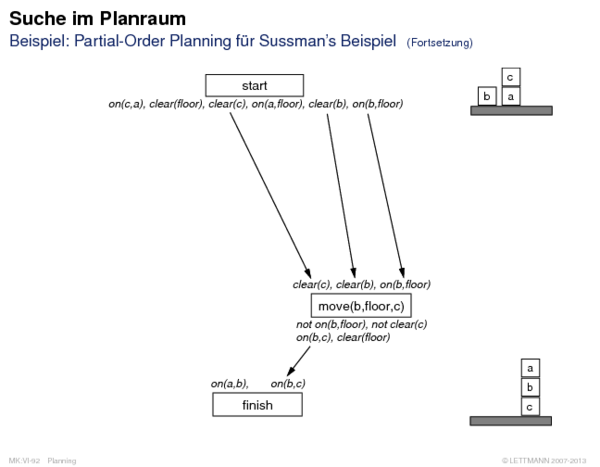 Suche im Planraum
Beispiel: Partial-Order Planning für Sussman's Beispiel (Fortsetzung)
start
on(c,a), clear(floor), clear(c), on(a,floor), clear(b), on(b,floor)
c
b a
clear(c), clear(b), on(b,floor)
move(b,floor,c)
not on(b,floor), not clear(c)
on(b,c), clear(floor)
on(a,b), on(b,c)
finish
a
b
c
MK:VI-92 Planning
© LETTMANN 2007-2013